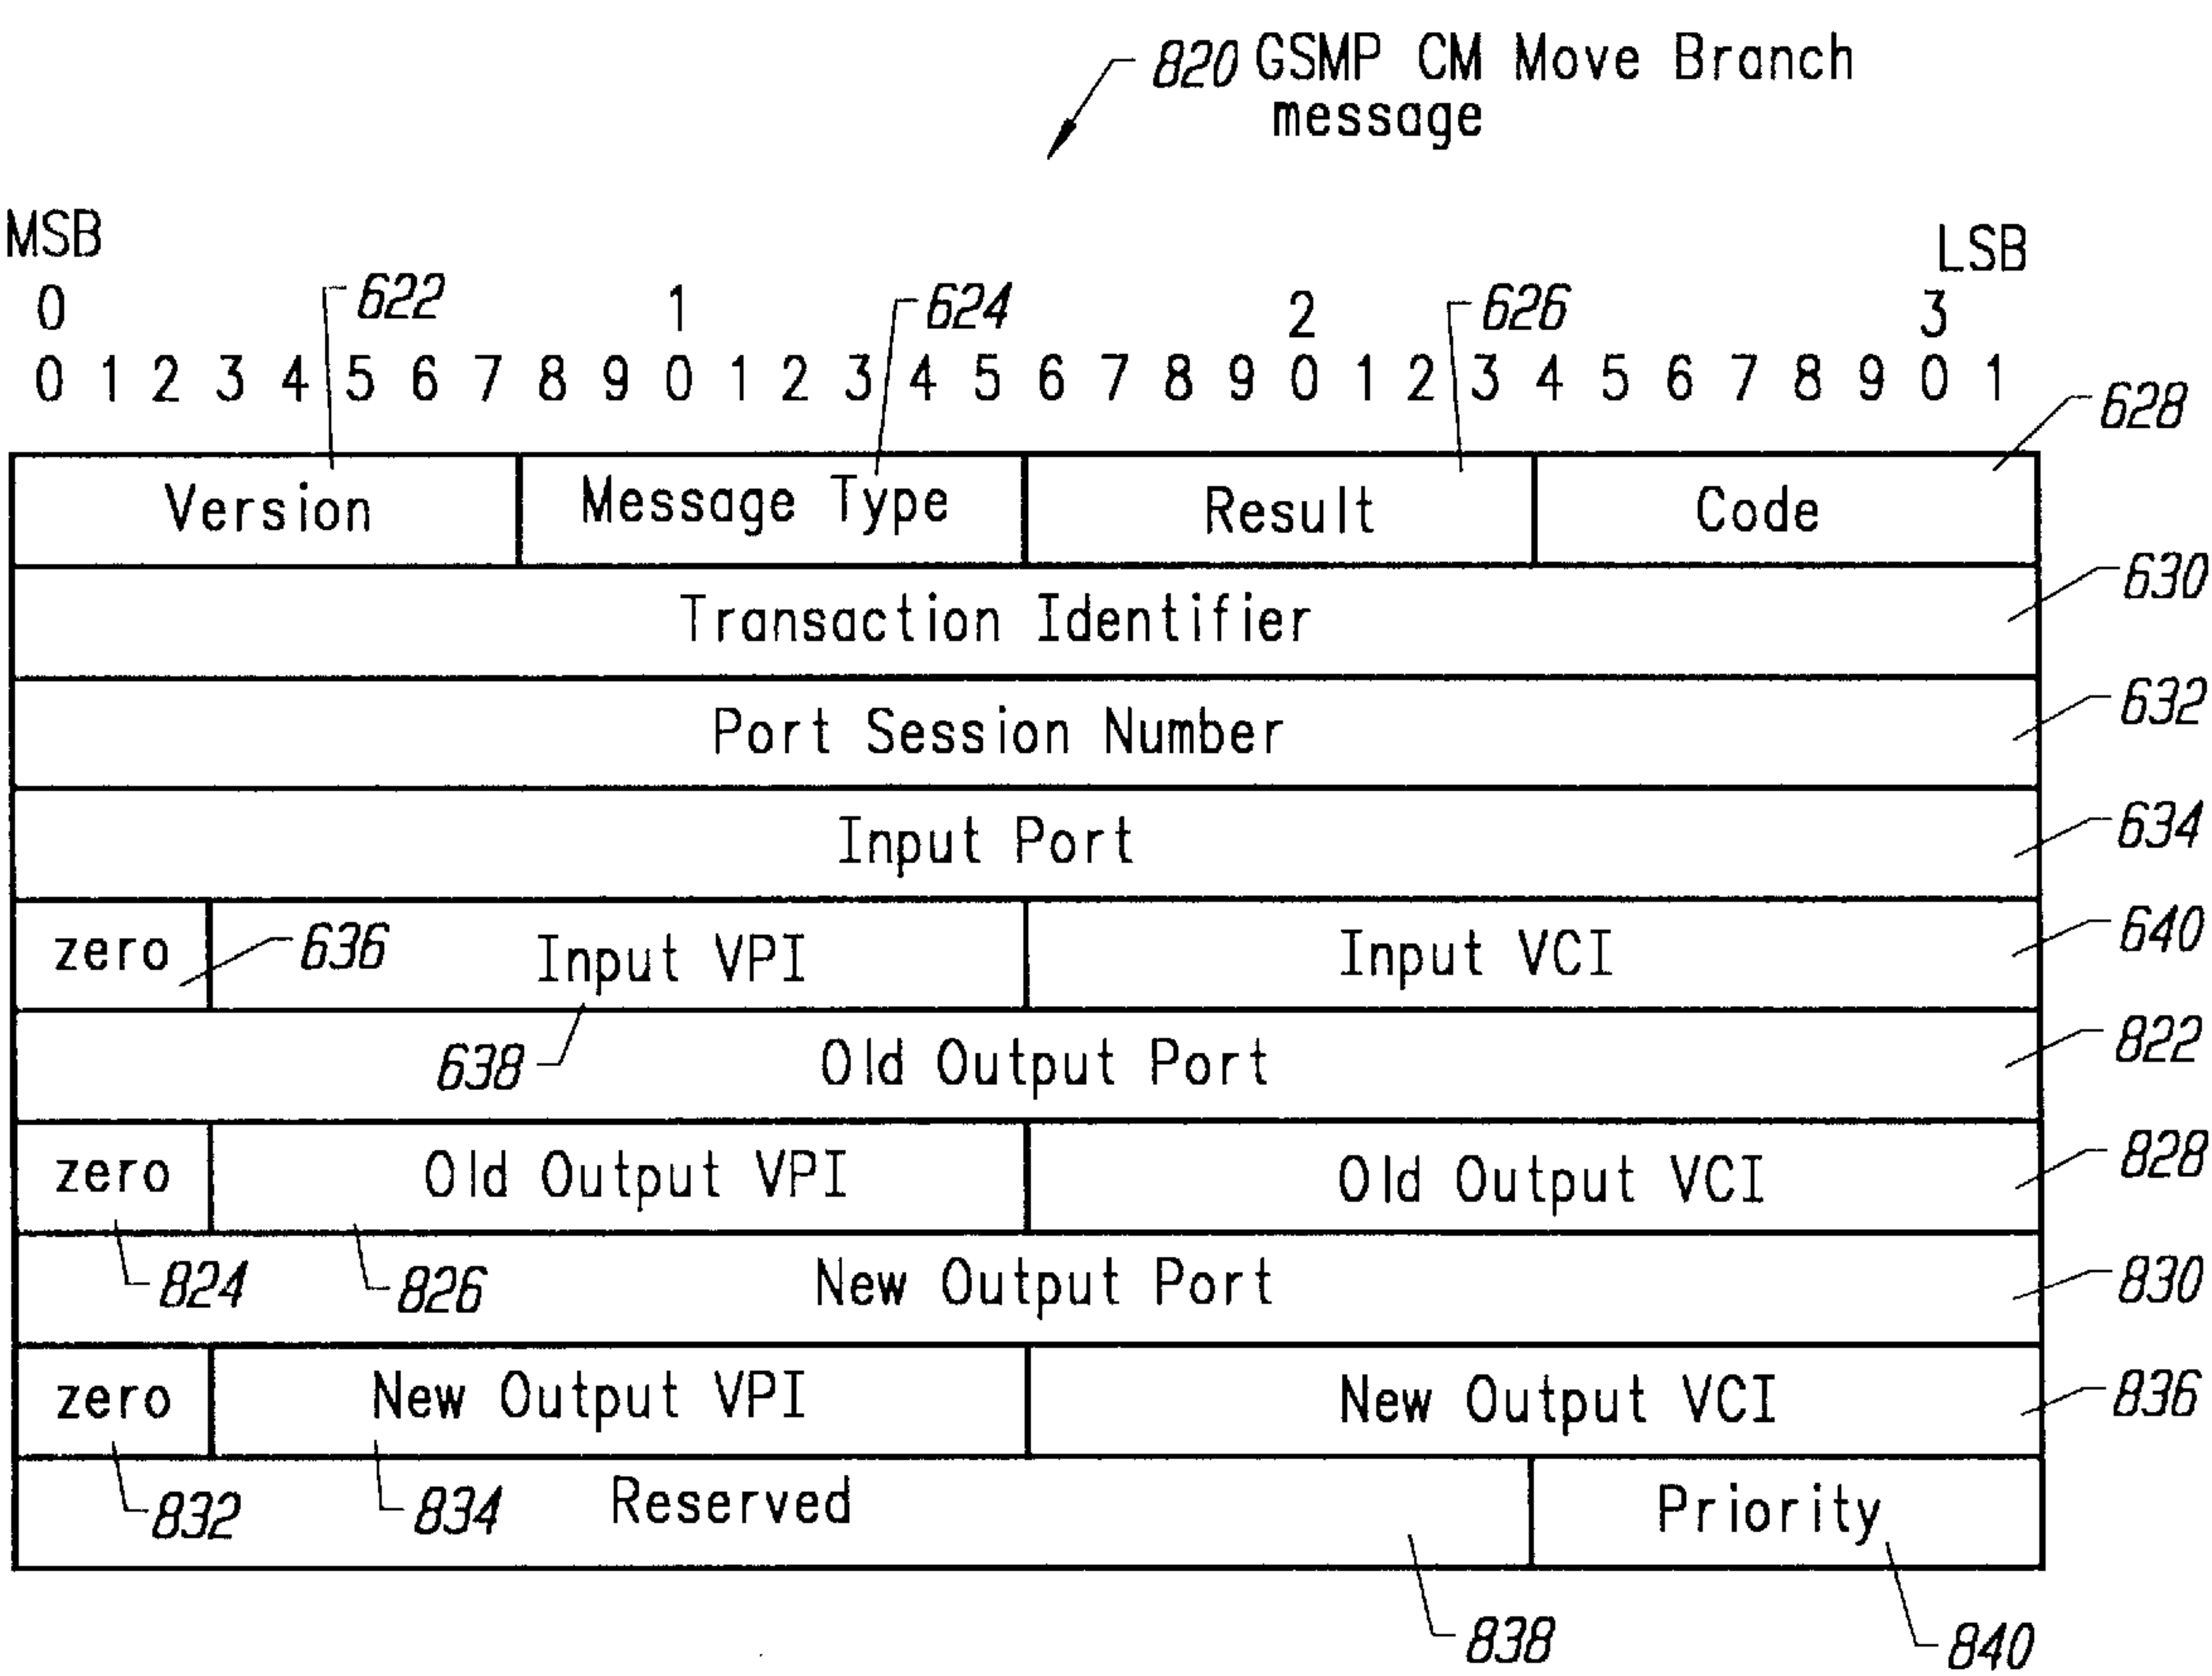 820 GSMP CM Move Branch
message
MSB
LSB
0 622 1 624 2 626 3
0 1 2 3 4 5 6 7 8 9 0 1 2 3 4 5 6 7 8 9 0 1 2 3 4 5 6 7 8 9 0 1
628
Version Message Type Result Code
630
Transaction Identifier
632
Port Session Number
634
Input Port
zero 636 Input VPI Input VCI 640
638 Old Output Port 822
zero Old Output VPI Old Output VCI 828
824 826 New Output Port 830
zero New Output VPI New Output VCI 836
832 834 Reserved Priority
838 840